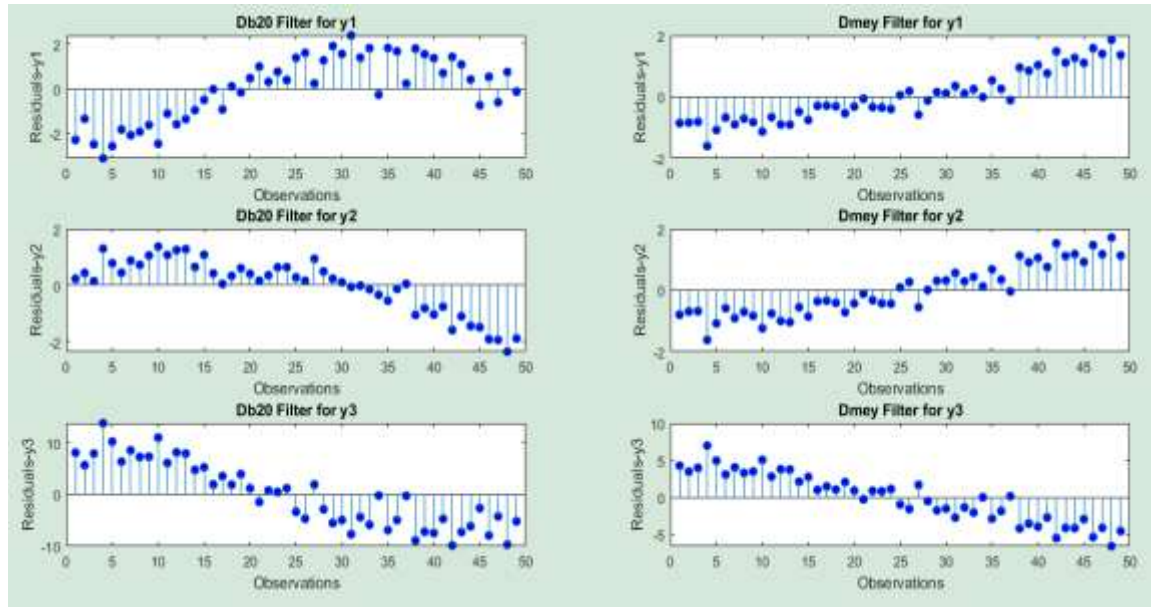 Db20 Filter for y1
2
0
-2
Residuals-y1
0 5 10 15 20 25 30 35 40 45 50
Observations
Dmey Filter for y1
2
0
-2
Residuals-y1
0 5 10 15 20 25 30 35 40 45 50
Observations
Db20 Filter for y2
2
0
-2
Residuals-y2
0 5 10 15 20 25 30 35 40 45 50
Observations
Dmey Filter for y2
2
0
-2
Residuals-y2
0 5 10 15 20 25 30 35 40 45 50
Observations
Db20 Filter for y3
10
0
-10
Residuals-y3
0 5 10 15 20 25 30 35 40 45 50
Observations
Dmey Filter for y3
10
5
0
-5
Residuals-y3
0 5 10 15 20 25 30 35 40 45 50
Observations